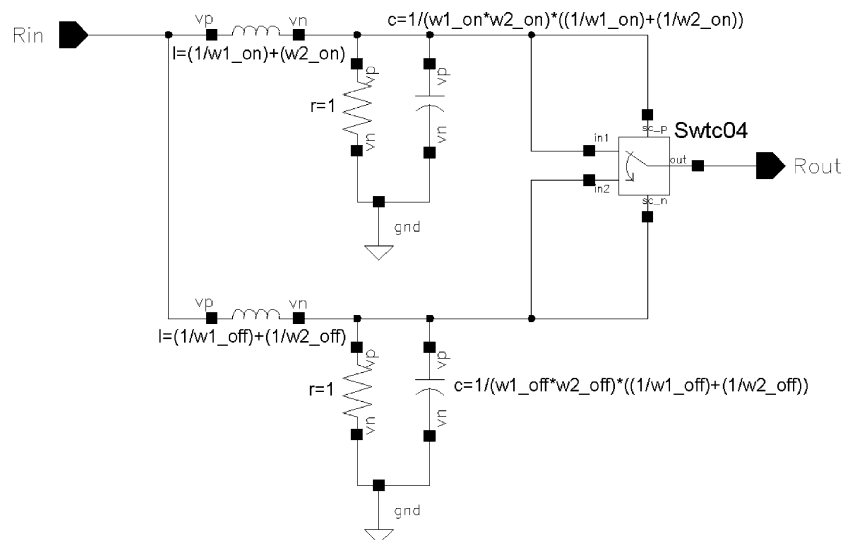 c=1/(w1_on*w2_on)*((1/w1_on)+(1/w2_on))
vp
vn
Rin
l=(1/w1_on)+(w2_on)
vp
vp
r=1
vn
vn
sc_p
Swtc04
in1
out
Rout
in2
sc_n
gnd
vp
vn
l=(1/w1_off)+(1/w2_off)
vp
vp
r=1
c=1/(w1_off*w2_off)*((1/w1_off)+(1/w2_off))
vn
vn
gnd